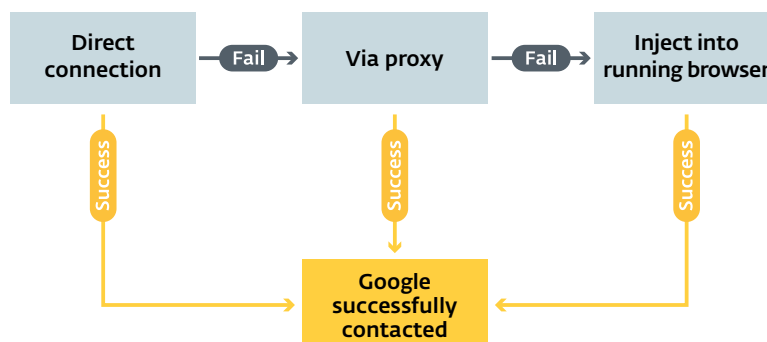 Direct
connection
Fail
Via proxy
Fail
Inject into
running browser
Success
Success
Success
Google
successfully
contacted